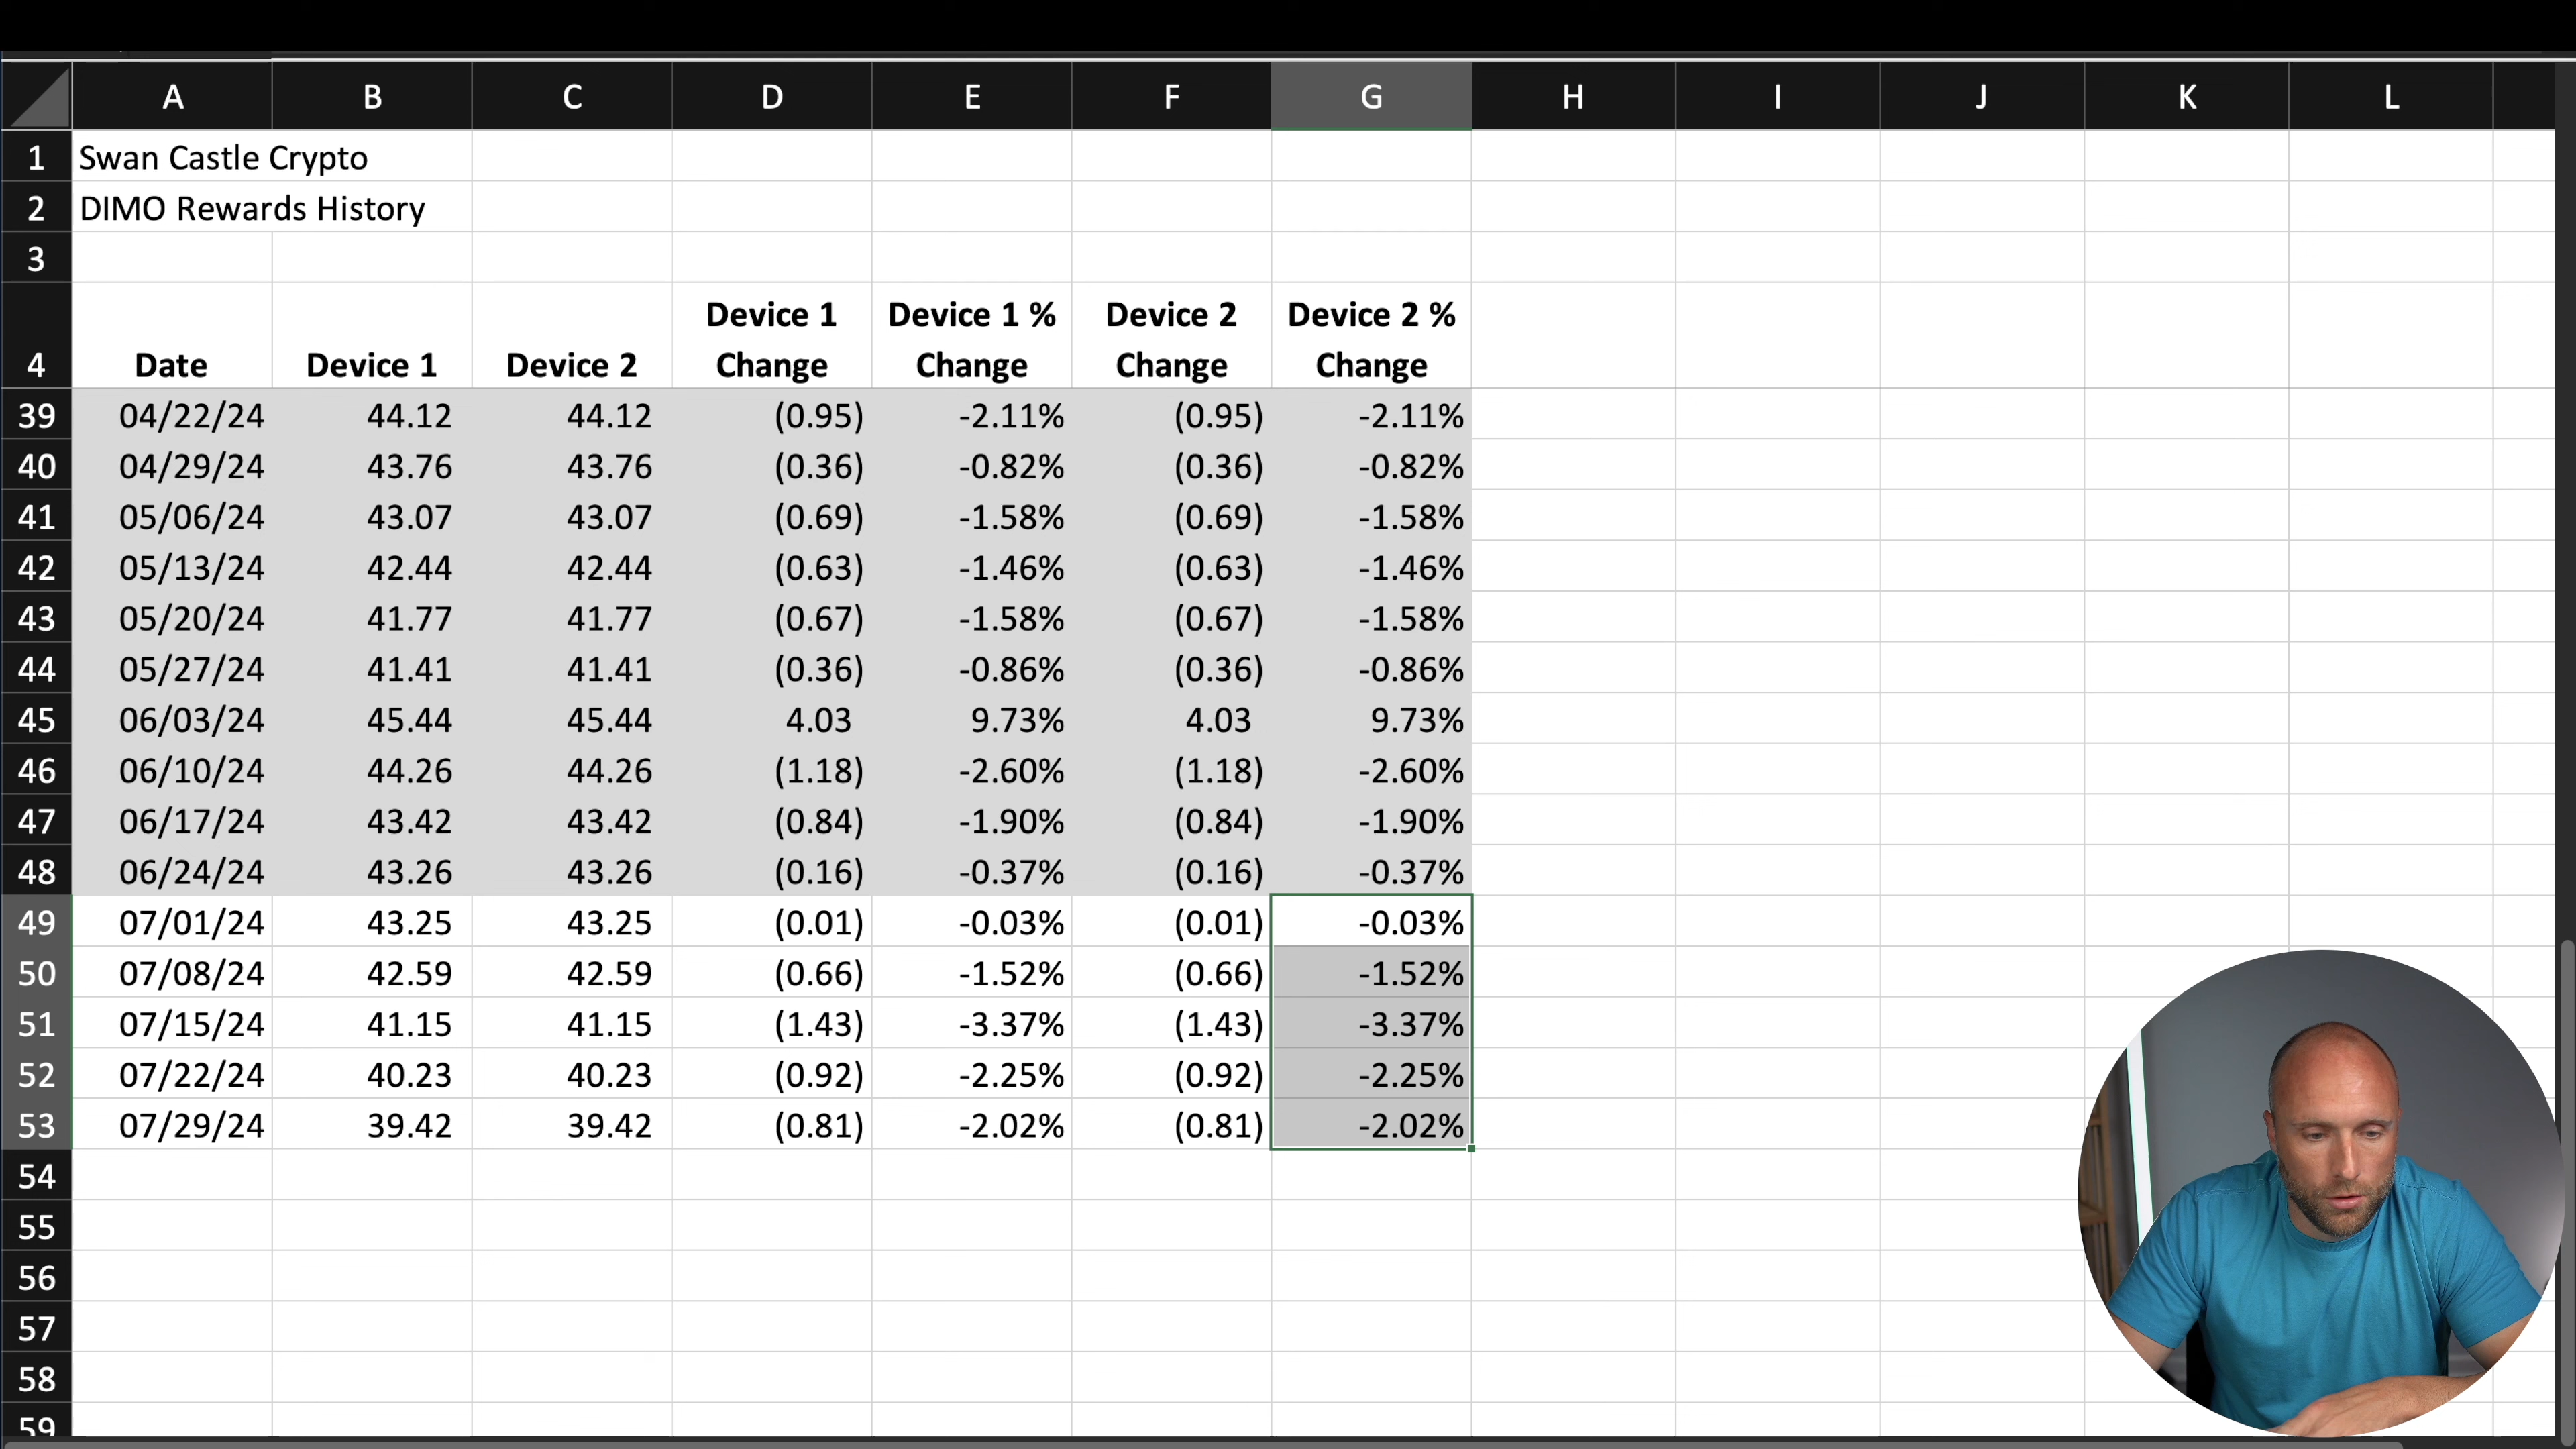 A B C D E F G H I J K L
1 Swan Castle Crypto
2 DIMO Rewards History
3
4 Date Device 1 Device 2 Device 1 Change Device 1 % Change Device 2 Change Device 2 % Change
39 04/22/24 44.12 44.12 (0.95) -2.11% (0.95) -2.11%
40 04/29/24 43.76 43.76 (0.36) -0.82% (0.36) -0.82%
41 05/06/24 43.07 43.07 (0.69) -1.58% (0.69) -1.58%
42 05/13/24 42.44 42.44 (0.63) -1.46% (0.63) -1.46%
43 05/20/24 41.77 41.77 (0.67) -1.58% (0.67) -1.58%
44 05/27/24 41.41 41.41 (0.36) -0.86% (0.36) -0.86%
45 06/03/24 45.44 45.44 4.03 9.73% 4.03 9.73%
46 06/10/24 44.26 44.26 (1.18) -2.60% (1.18) -2.60%
47 06/17/24 43.42 43.42 (0.84) -1.90% (0.84) -1.90%
48 06/24/24 43.26 43.26 (0.16) -0.37% (0.16) -0.37%
49 07/01/24 43.25 43.25 (0.01) -0.03% (0.01) -0.03%
50 07/08/24 42.59 42.59 (0.66) -1.52% (0.66) -1.52%
51 07/15/24 41.15 41.15 (1.43) -3.37% (1.43) -3.37%
52 07/22/24 40.23 40.23 (0.92) -2.25% (0.92) -2.25%
53 07/29/24 39.42 39.42 (0.81) -2.02% (0.81) -2.02%
54
55
56
57
58
59